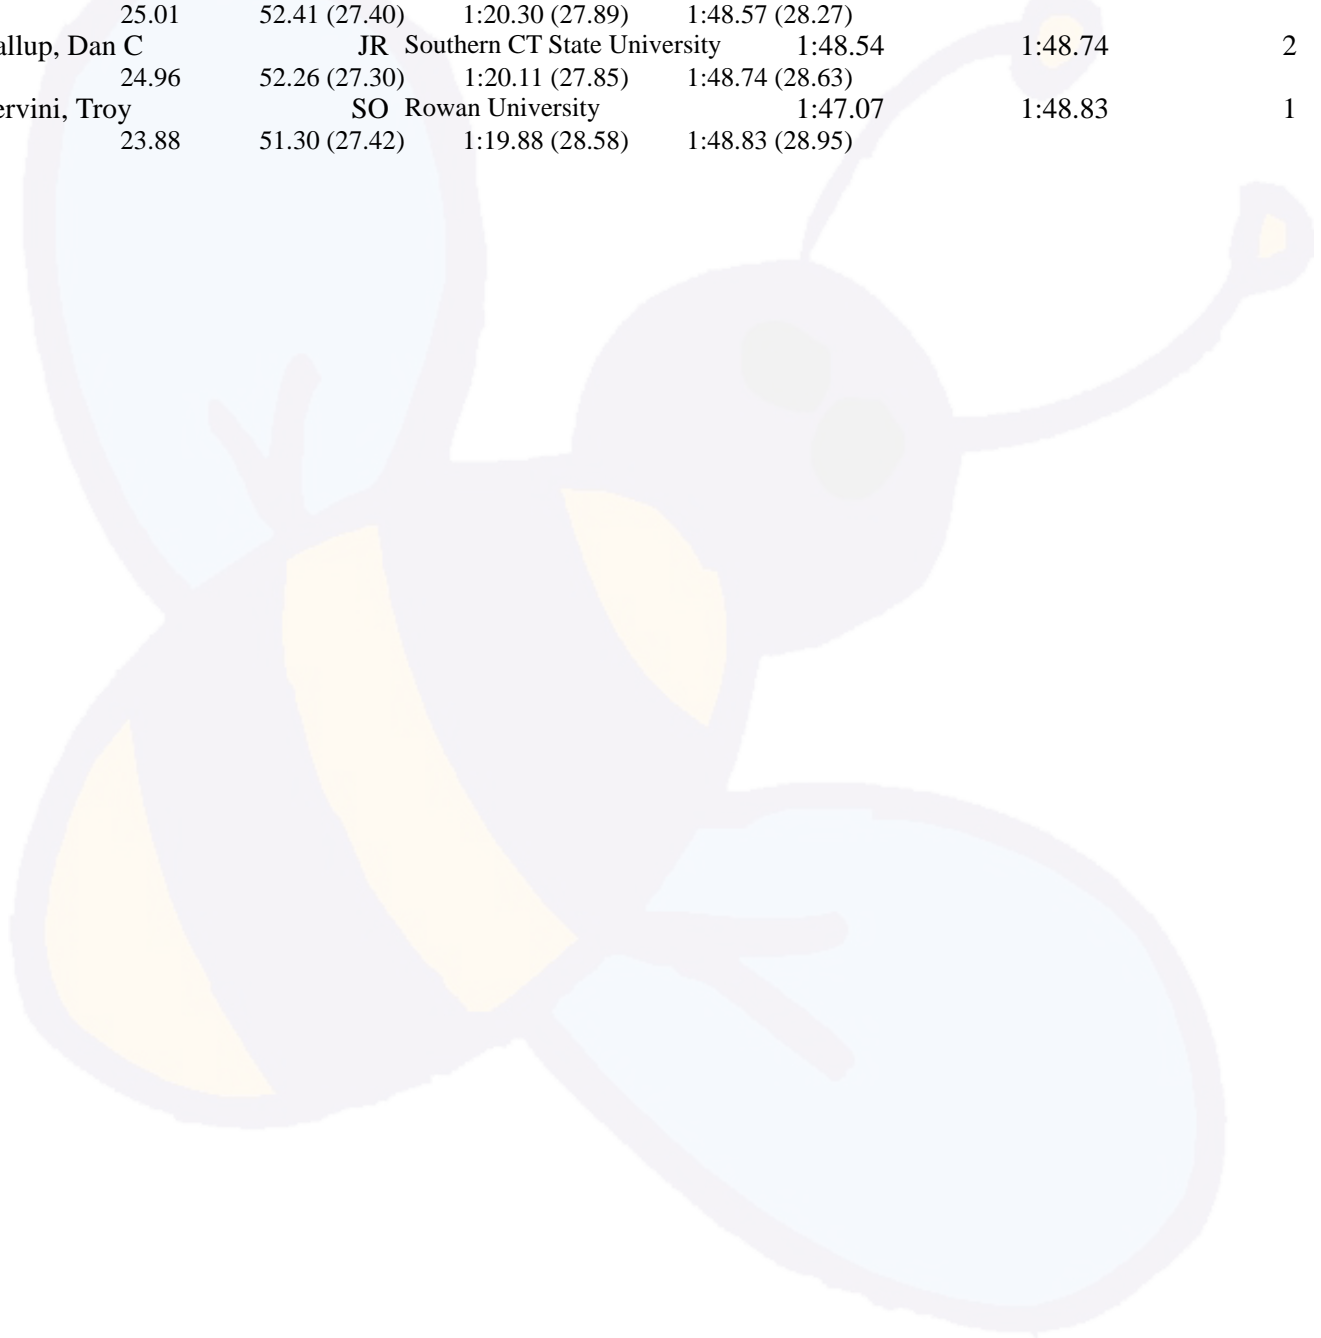 25.01 52.41 (27.40) 1:20.30 (27.89) 1:48.57 (28.27)
allup, Dan C JR Southern CT State University 1:48.54 1:48.74 2
24.96 52.26 (27.30) 1:20.11 (27.85) 1:48.74 (28.63)
ervini, Troy SO Rowan University 1:47.07 1:48.83 1
23.88 51.30 (27.42) 1:19.88 (28.58) 1:48.83 (28.95)